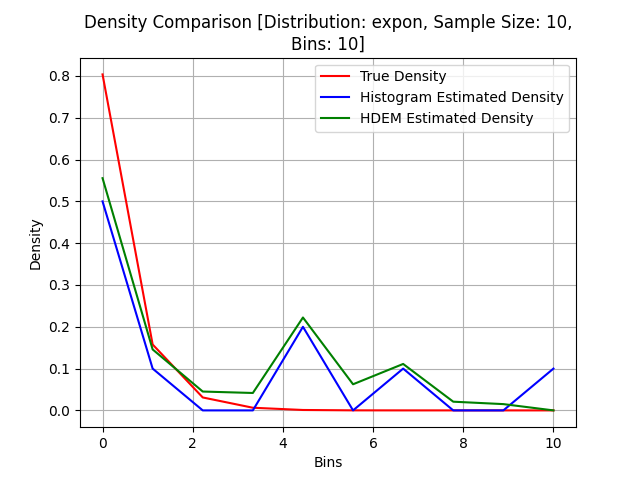 Density Comparison [Distribution: expon, Sample Size: 10,
Bins: 10]
True Density
Histogram Estimated Density
HDEM Estimated Density
Density
0.8
0.7
0.6
0.5
0.4
0.3
0.2
0.1
0.0
0 2 4 6 8 10
Bins